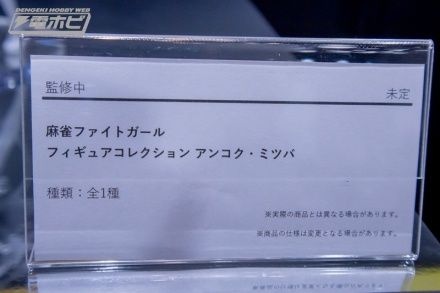 DENGEKI HOBBY WEB
電ホビ
監修中
未定
麻雀ファイトガール
フィギュアコレクション アンコク・ミツバ
種類：全1種
※実際の商品とは異なる場合があります。
※商品の仕様は変更となる場合があります。